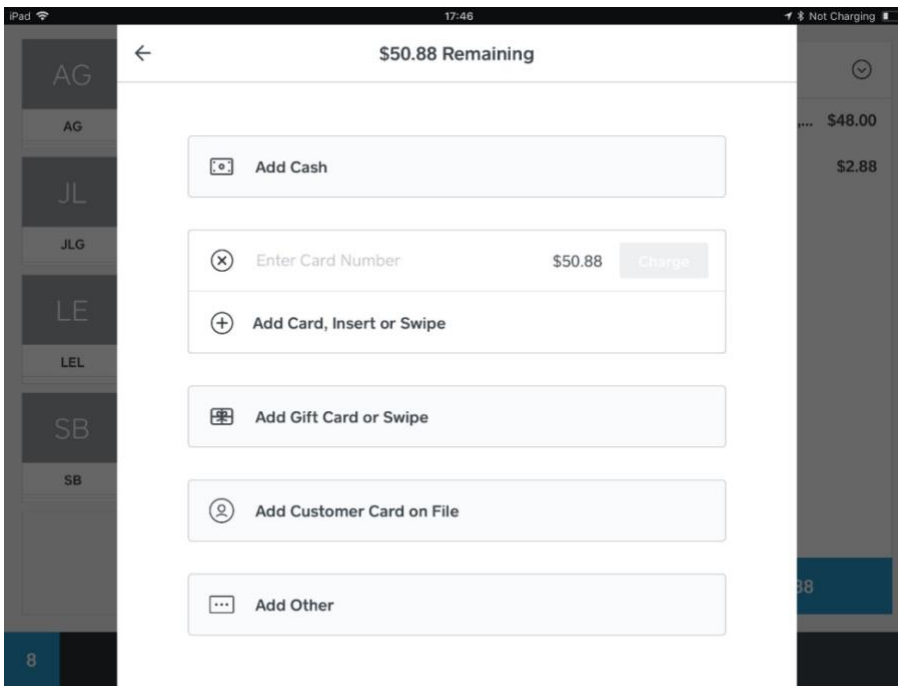 iPad 17:46 Not Charging
← $50.88 Remaining
AG
AG
JL
JLG
LE
LEL
SB
SB
Add Cash
Enter Card Number $50.88 Charge
Add Card, Insert or Swipe
Add Gift Card or Swipe
Add Customer Card on File
Add Other
,... $48.00
$2.88
88
8